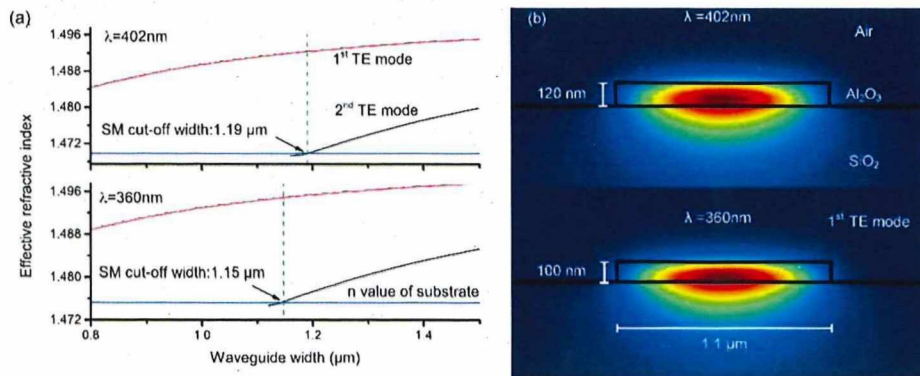 (a)
λ=402nm
1.496
1.488
1.480
1.472
1st TE mode
2nd TE mode
SM cut-off width:1.19 μm
λ=360nm
1.496
1.488
1.480
1.472
SM cut-off width:1.15 μm
n value of substrate
0.8
1.0
1.2
1.4
Waveguide width (μm)
Effective refractive index
(b)
λ=402nm
Air
120 nm
Al2O3
SiO2
λ=360nm
1st TE mode
100 nm
1.1 μm